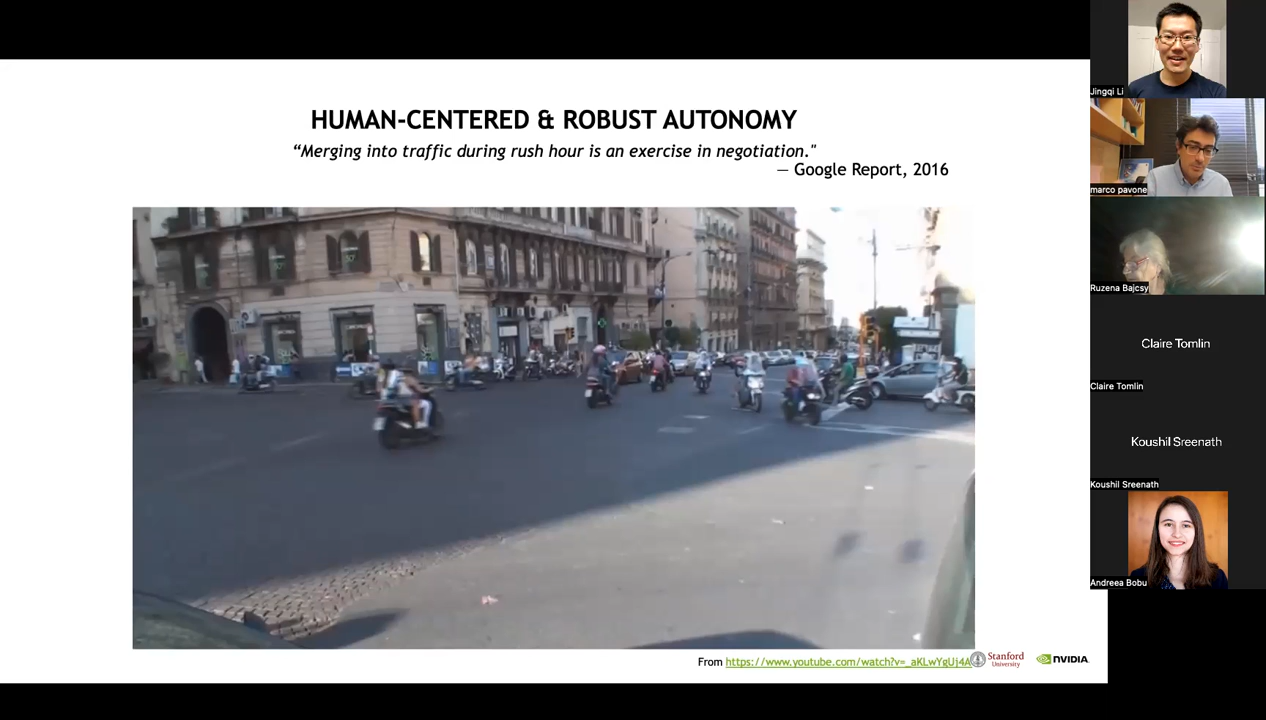 HUMAN-CENTERED & ROBUST AUTONOMY
“Merging into traffic during rush hour is an exercise in negotiation."
— Google Report, 2016
From https://www.youtube.com/watch?v=_aKLwYgUj4A
Stanford
University
NVIDIA
Jingqi Li
marco pavone
Ruzena Bajcsy
Claire Tomlin
Claire Tomlin
Koushil Sreenath
Koushil Sreenath
Andreea Bobu